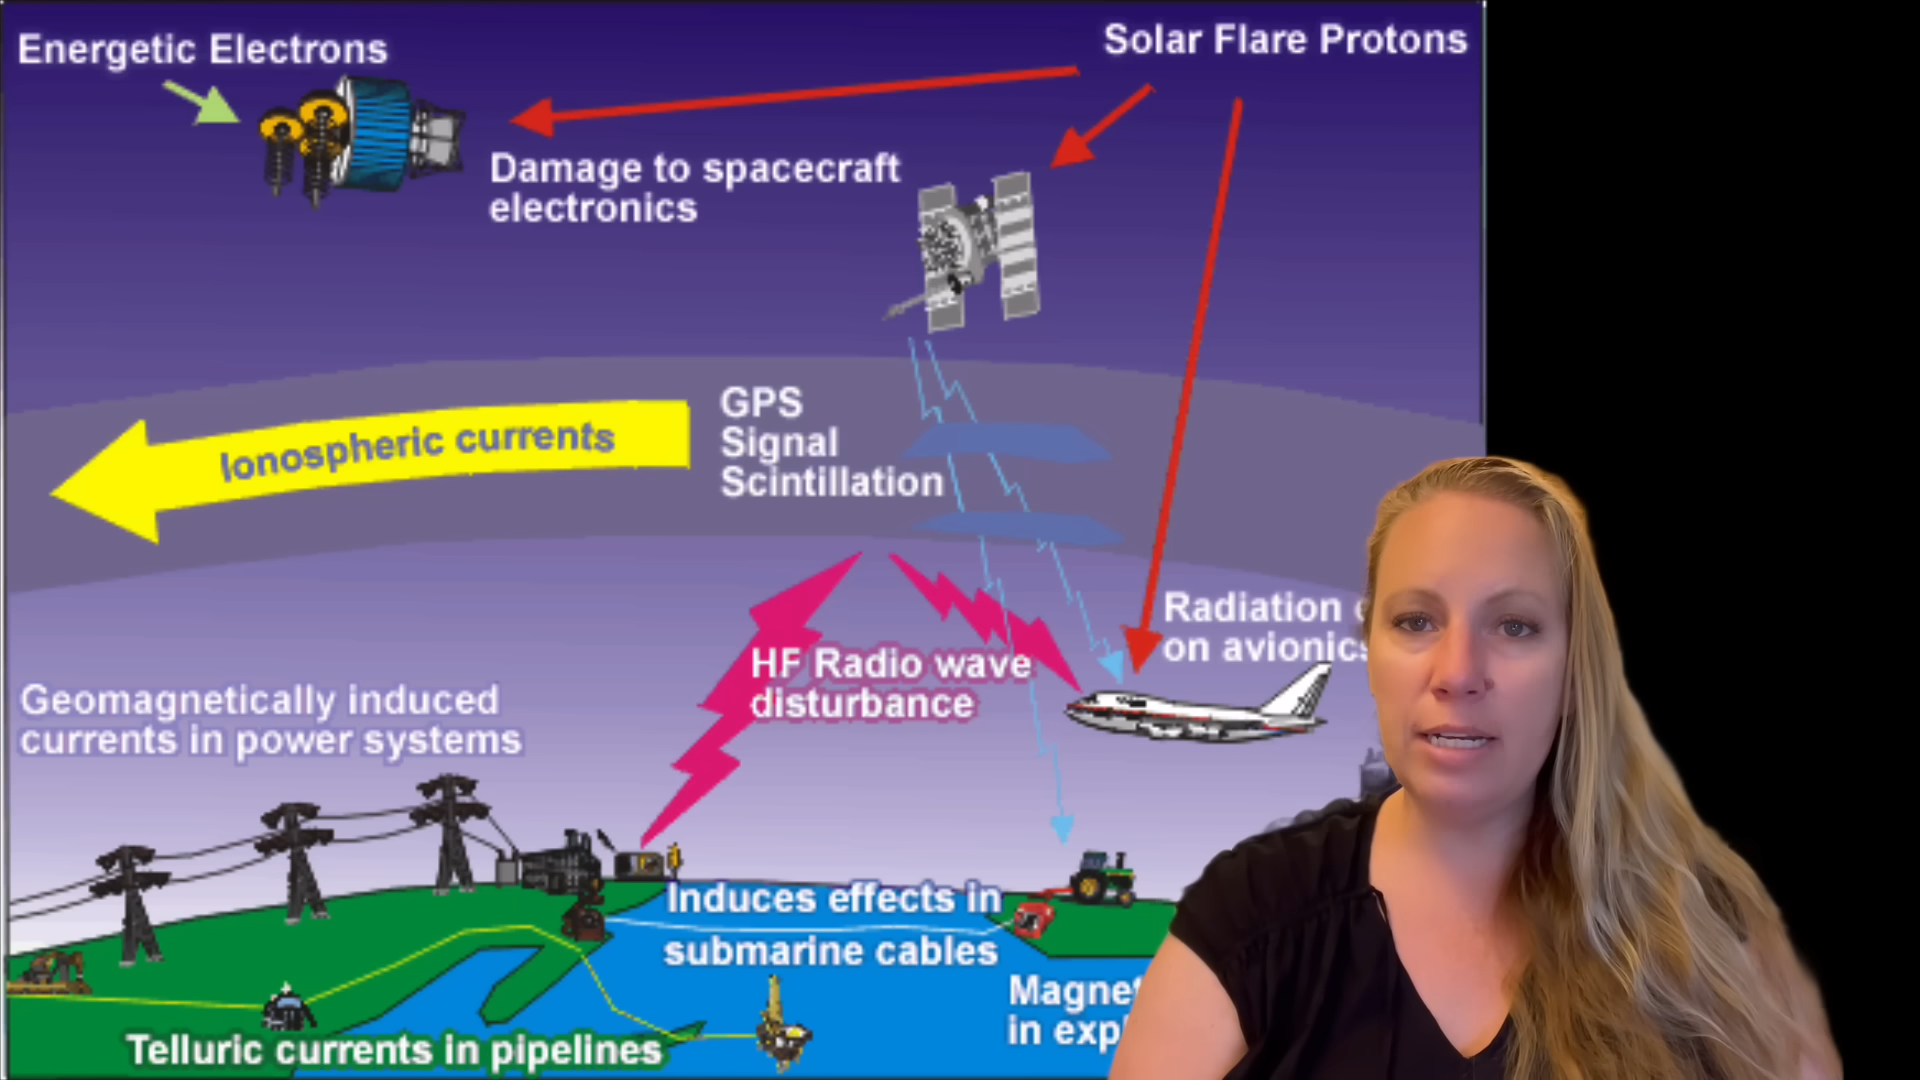 Energetic Electrons
Solar Flare Protons
Damage to spacecraft
electronics
GPS
Signal
Scintillation
Ionospheric currents
Radiation
on avionics
HF Radio wave
disturbance
Geomagnetically induced
currents in power systems
Induces effects in
submarine cables
in
Telluric currents in pipelines